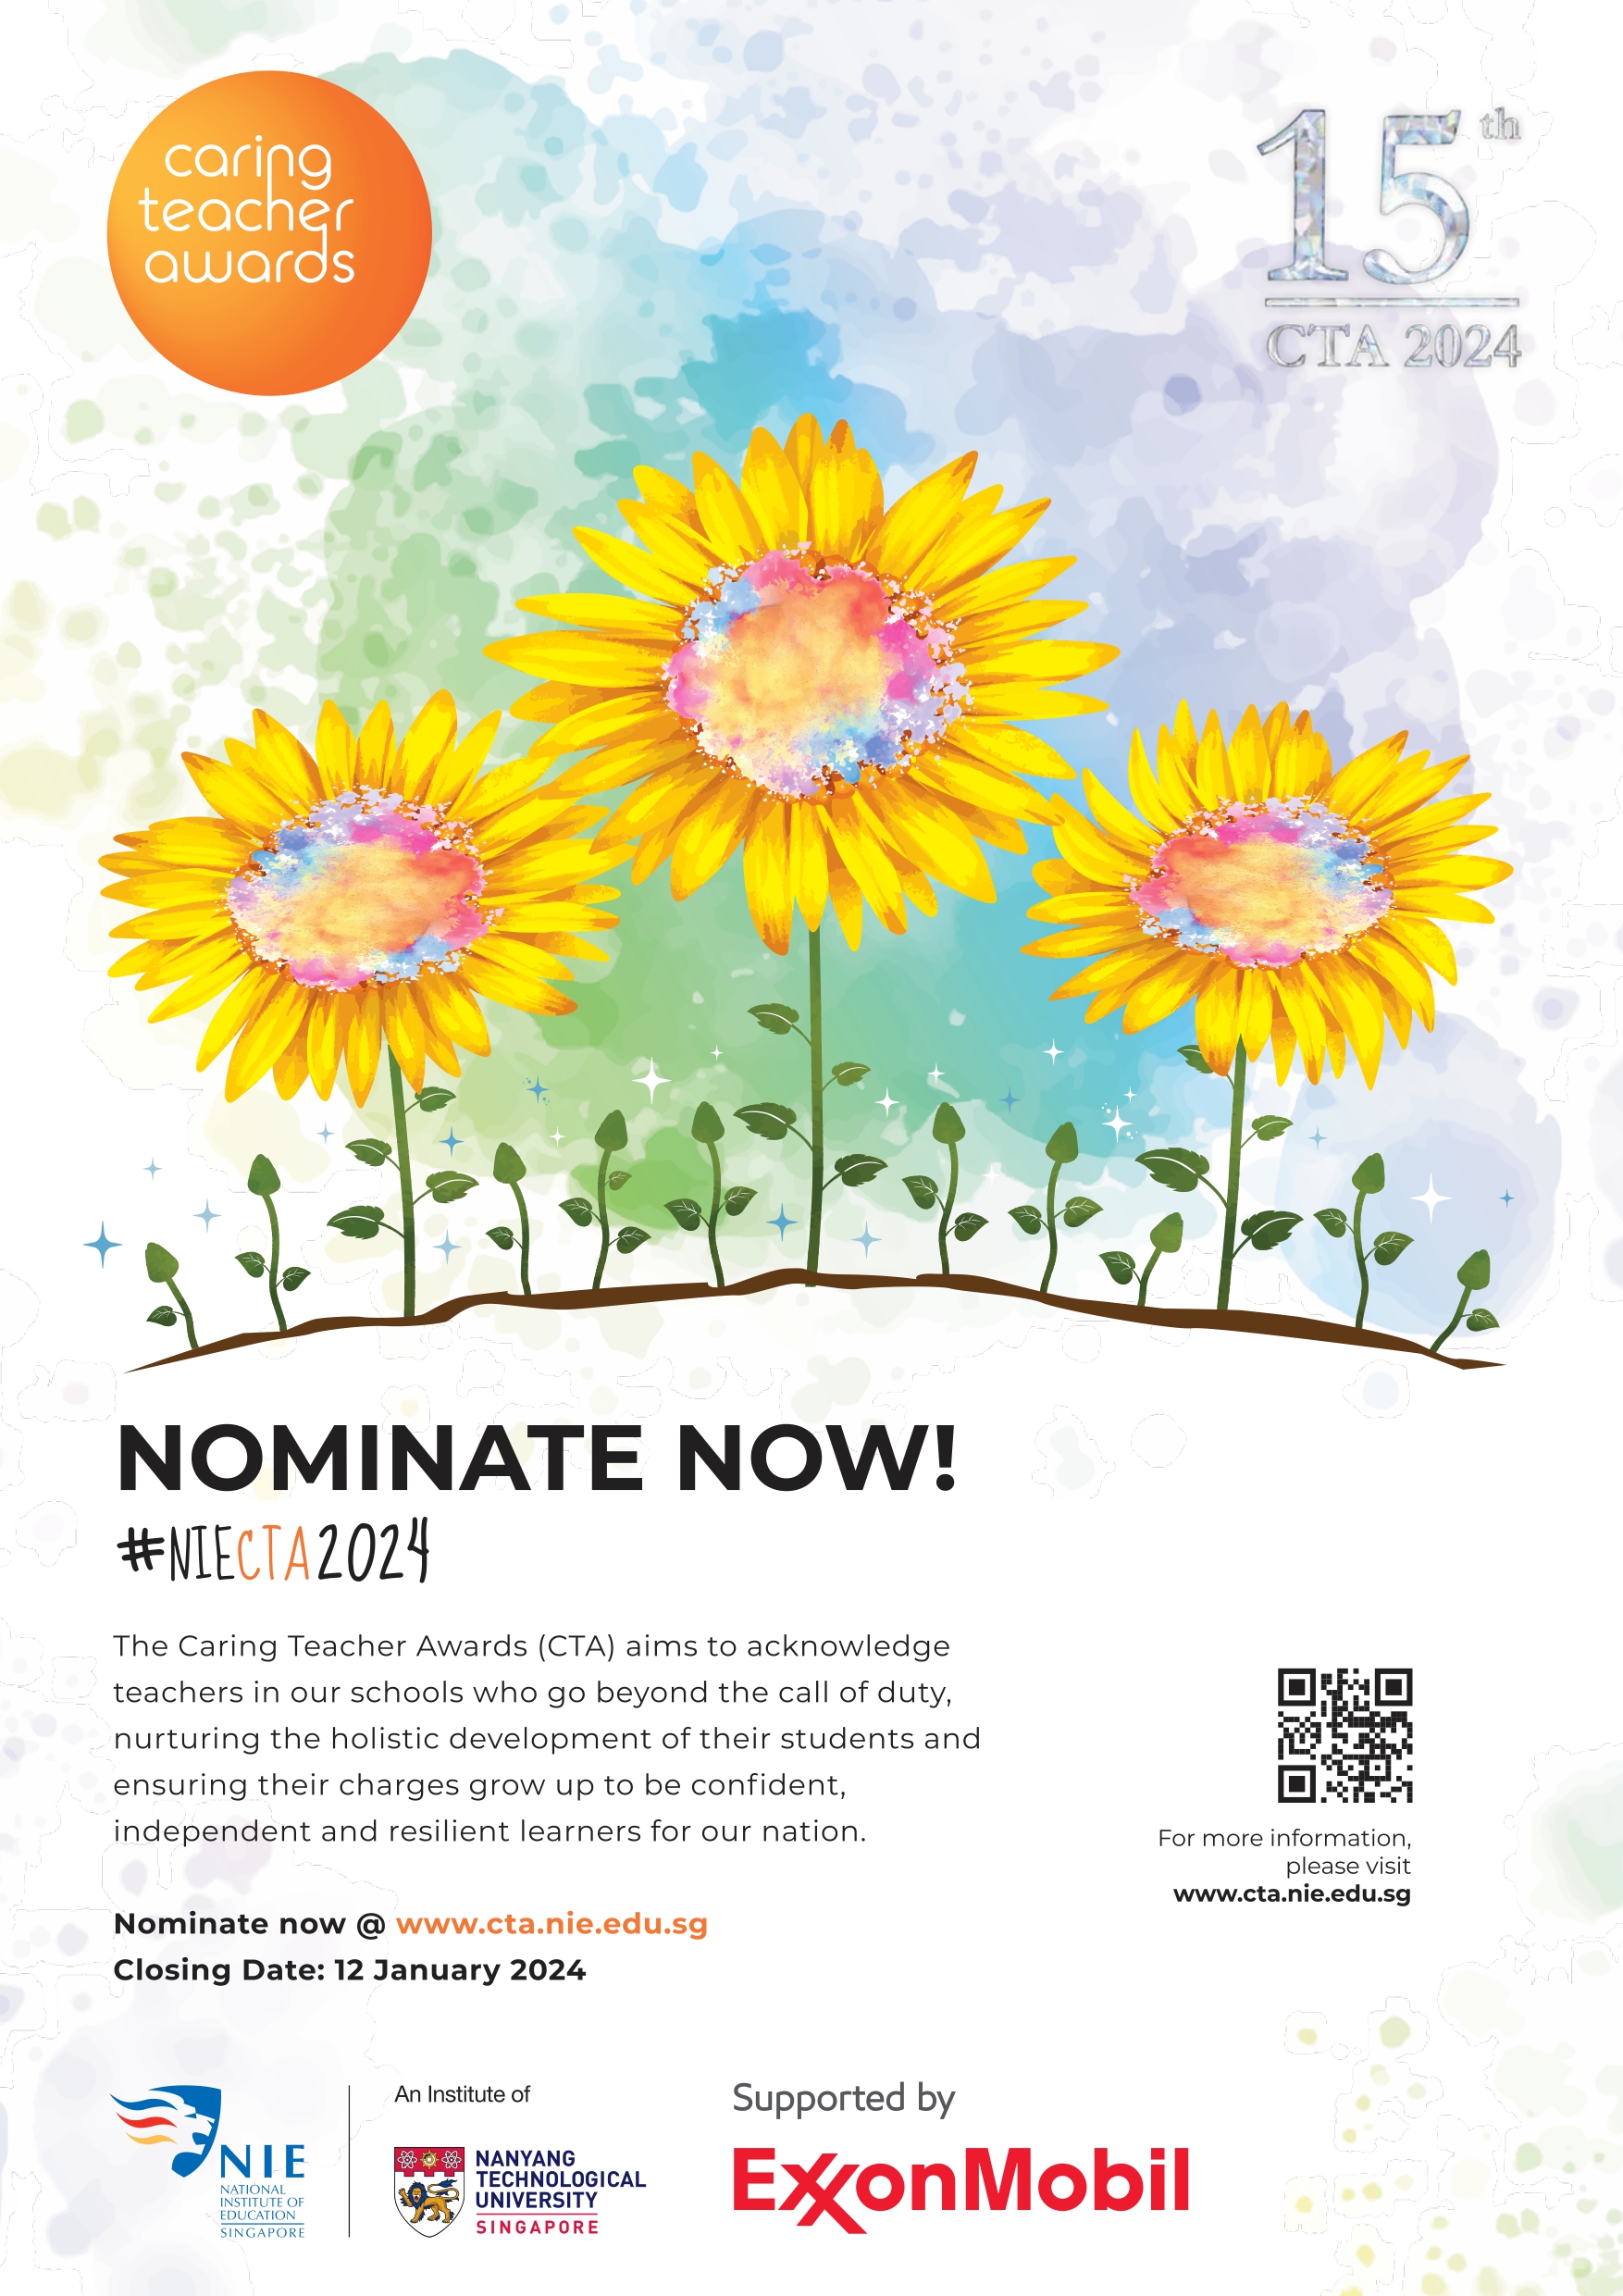 caring
teacher
awards
15th
CTA 2024
NOMINATE NOW!
#NIECTA2024
The Caring Teacher Awards (CTA) aims to acknowledge
teachers in our schools who go beyond the call of duty,
nurturing the holistic development of their students and
ensuring their charges grow up to be confident,
independent and resilient learners for our nation.
For more information,
please visit
www.cta.nie.edu.sg
Nominate now @ www.cta.nie.edu.sg
Closing Date: 12 January 2024
NIE
NATIONAL
INSTITUTE OF
EDUCATION
SINGAPORE
An Institute of
NANYANG
TECHNOLOGICAL
UNIVERSITY
SINGAPORE
Supported by
ExxonMobil